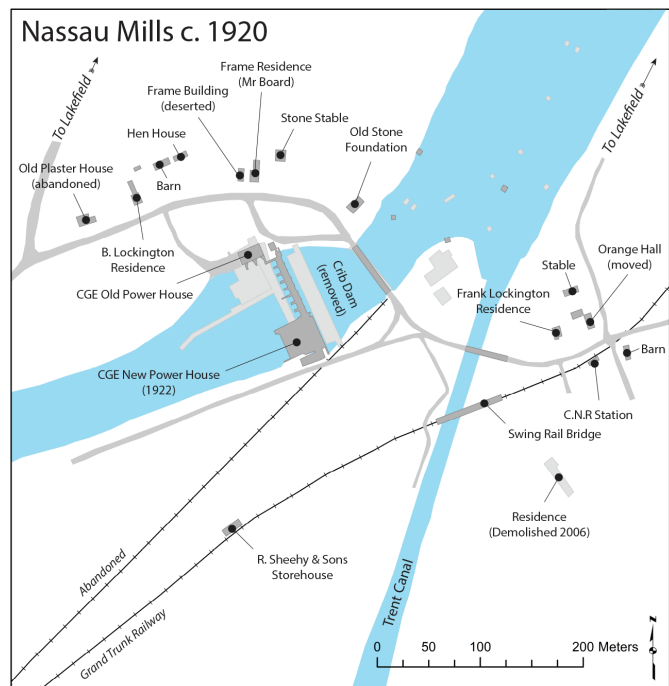 Nassau Mills c. 1920
To Lakefield
Frame Residence
(Mr Board)
Frame Building
(deserted)
Stone Stable
Hen House
Old Stone
Foundation
To Lakefield
Old Plaster House
(abandoned)
Barn
B. Lockington
Residence
CGE Old Power House
Crib Dam
(removed)
Orange Hall
(moved)
Stable
Frank Lockington
Residence
CGE New Power House
(1922)
Barn
C.N.R Station
Swing Rail Bridge
Residence
(Demolished 2006)
R. Sheehy & Sons
Storehouse
Abandoned
Grand Trunk Railway
Trent Canal
N
0 50 100 200 Meters